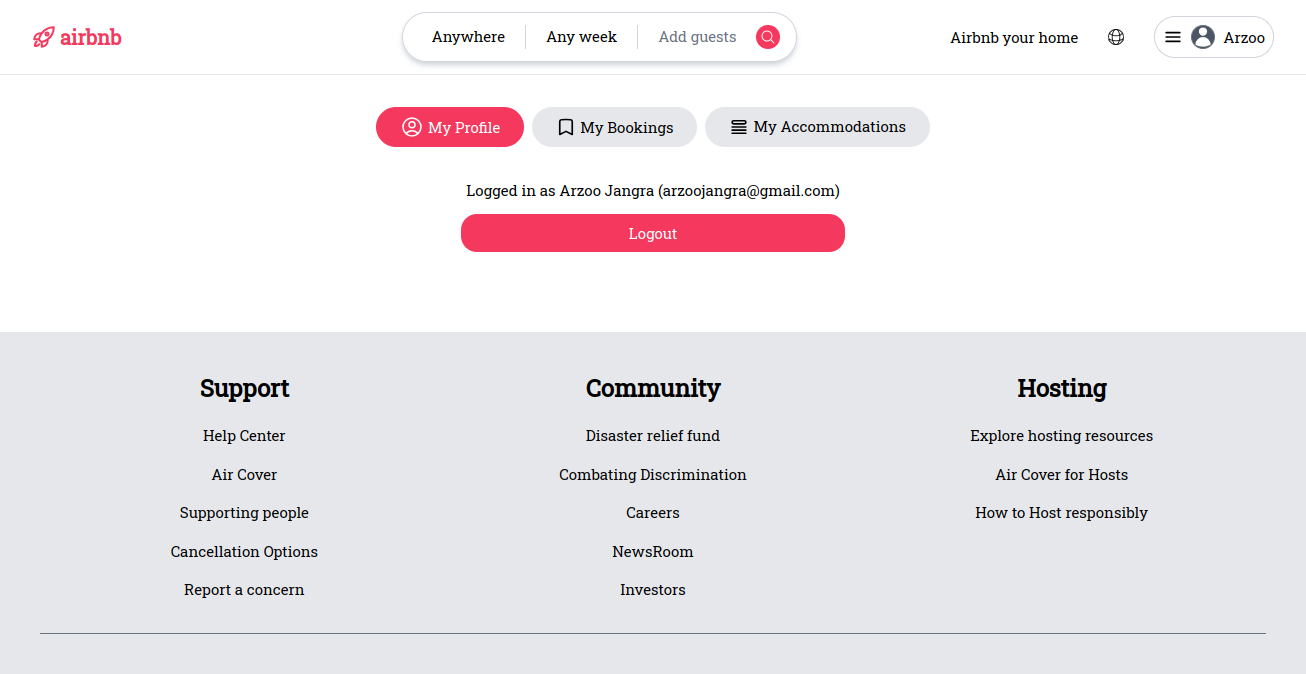 airbnb
Anywhere Any week Add guests
Airbnb your home
Arzoo
My Profile
My Bookings
My Accommodations
Logged in as Arzoo Jangra (arzoojangra@gmail.com)
Logout
Support
Help Center
Air Cover
Supporting people
Cancellation Options
Report a concern
Community
Disaster relief fund
Combating Discrimination
Careers
NewsRoom
Investors
Hosting
Explore hosting resources
Air Cover for Hosts
How to Host responsibly